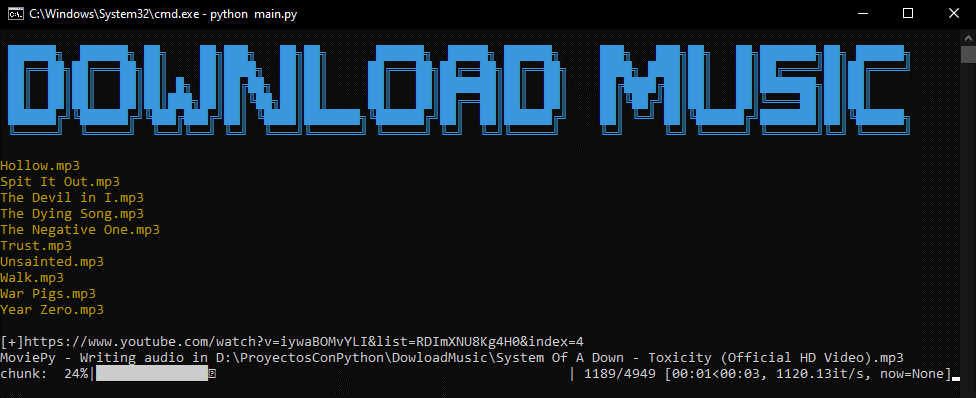 C:\Windows\System32\cmd.exe - python  main.py
DOWNLOAD MUSIC
Hollow.mp3
Spit It Out.mp3
The Devil in I.mp3
The Dying Song.mp3
The Negative One.mp3
Trust.mp3
Unsainted.mp3
Walk.mp3
War Pigs.mp3
Year Zero.mp3
[+]https://www.youtube.com/watch?v=iywaBOMvYLI&list=RDImXNU8Kg4H0&index=4
MoviePy - Writing audio in D:\ProyectosConPython\DowloadMusic\System Of A Down - Toxicity (Official HD Video).mp3
chunk:  24%| | 1189/4949 [00:01<00:03, 1120.13it/s, now=None]